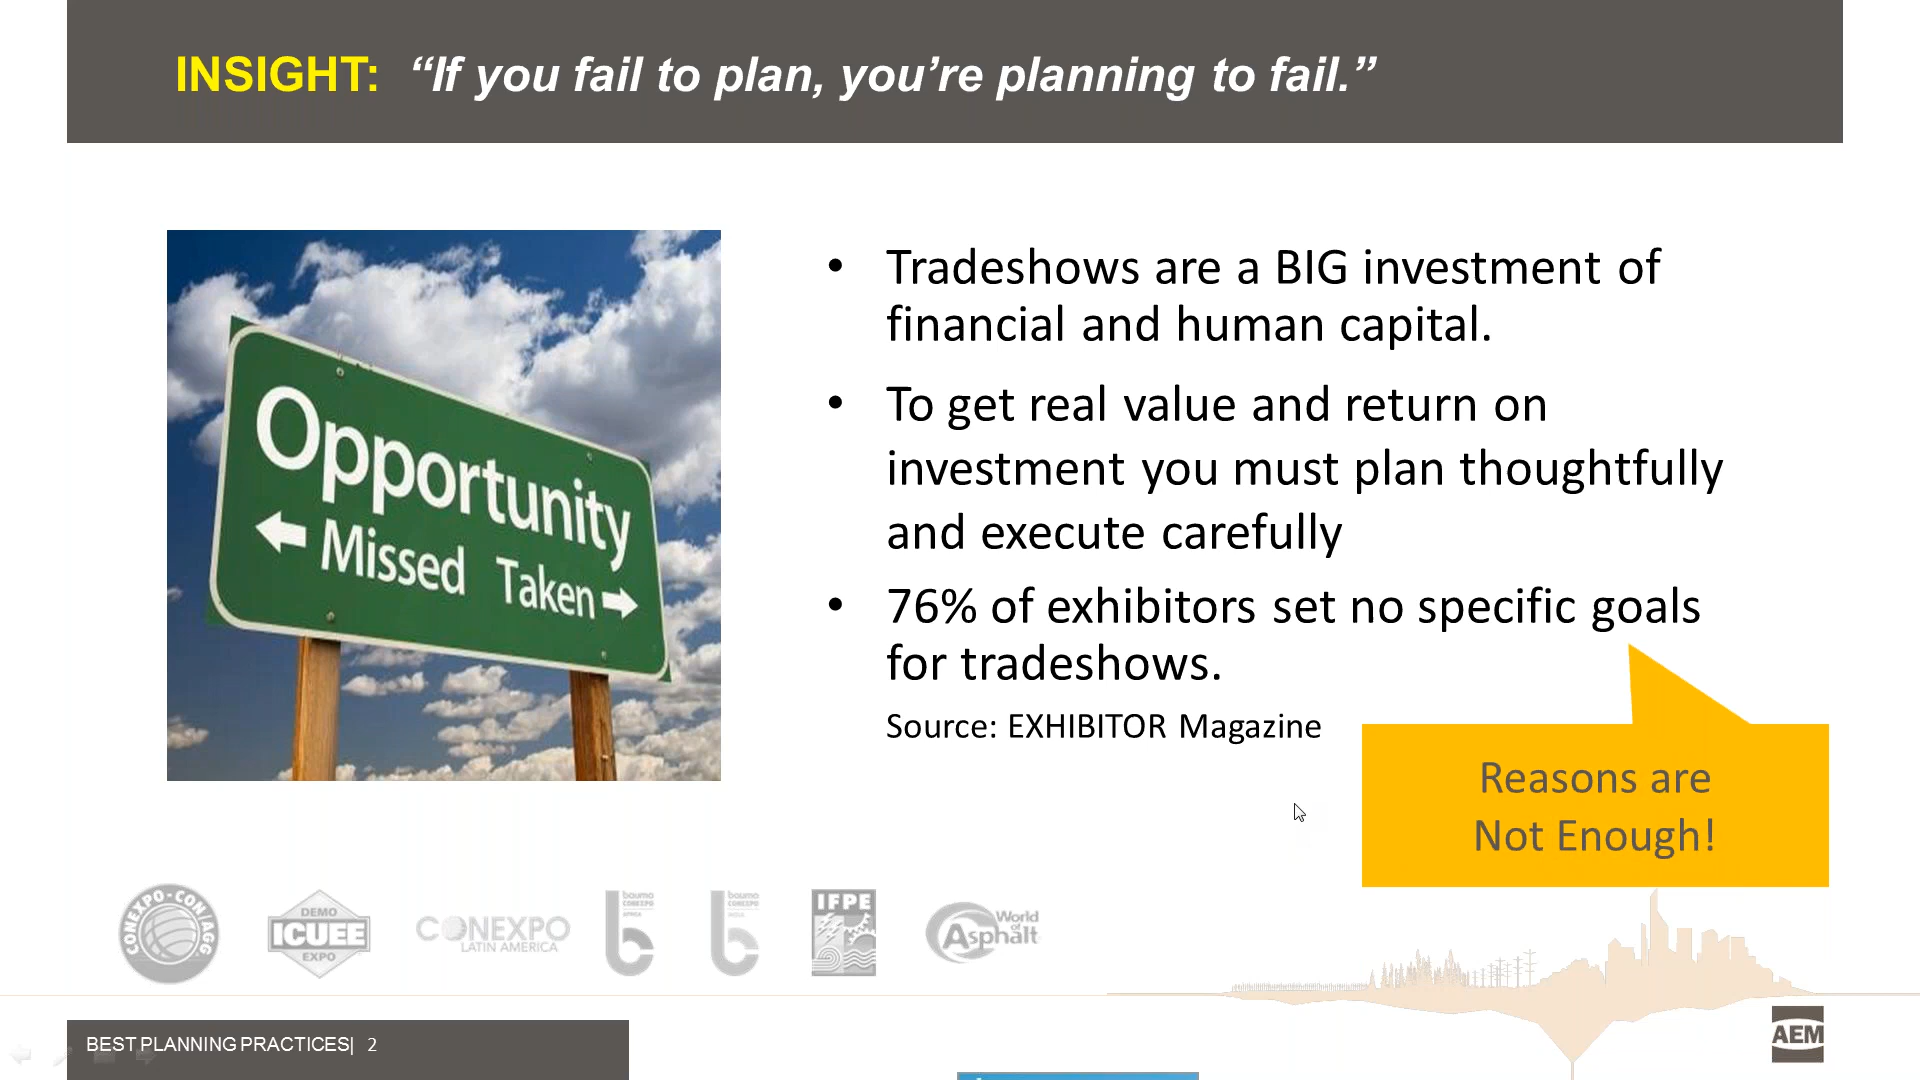 INSIGHT: “If you fail to plan, you’re planning to fail.”
Opportunity
Missed Taken
• Tradeshows are a BIG investment of
financial and human capital.
• To get real value and return on
investment you must plan thoughtfully
and execute carefully
• 76% of exhibitors set no specific goals
for tradeshows.
Source: EXHIBITOR Magazine
Reasons are
Not Enough!
CONEXPO-CON/AGG
DEMO
ICUEE
EXPO
CONEXPO
LATIN AMERICA
bauma
CONEXPO
AFRICA
bauma
CONEXPO
INDIA
IFPE
World
of
Asphalt
BEST PLANNING PRACTICES| 2
AEM